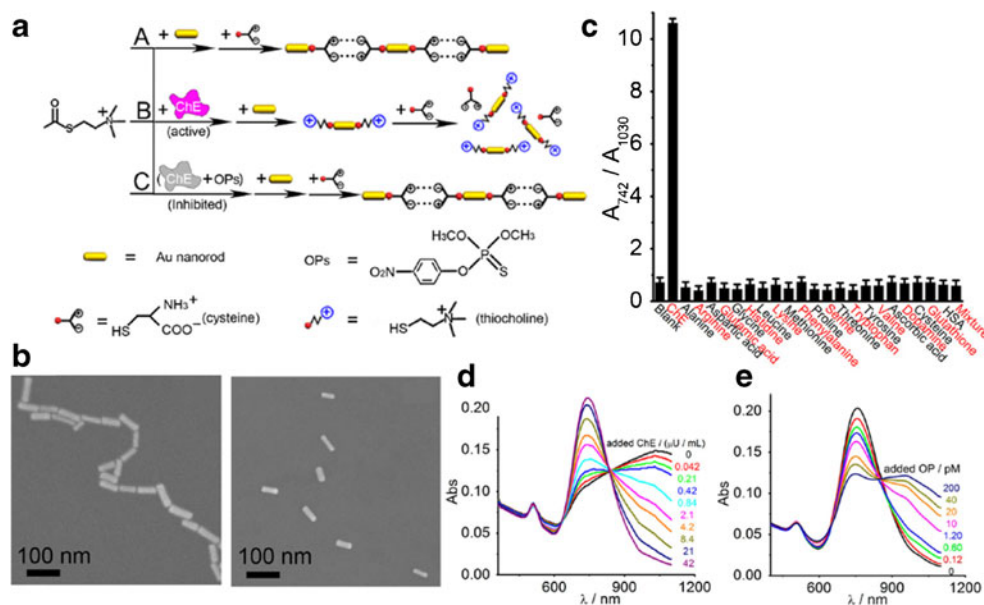 a
A + + 
B + ChE + +
(active)
C (ChE +OPs) + +
(Inhibited)
= Au nanorod
OPs = H₃CO OCH₃
P
O₂N O S
= NH₃⁺
HS COO⁻ (cysteine)
= HS N⁺ (thiocholine)
b
100 nm
100 nm
c
A742 / A1030
10
8
6
4
2
0
Blank
ChE
Alanine
Arginine
Aspartic acid
Glutamic acid
Glycine
Histidine
Leucine
Lysine
Methionine
Phenylalanine
Proline
Serine
Threonine
Tryptophan
Tyrosine
Valine
Ascorbic acid
Dopamine
Cysteine
Glutathione
HSA
Mixture
d
Abs
0.20
0.15
0.10
0.05
0.00
600 900 1200
λ / nm
added ChE / (μU / mL)
0
0.042
0.21
0.42
0.84
2.1
4.2
8.4
21
42
e
Abs
0.20
0.15
0.10
0.05
0.00
600 900 1200
λ / nm
added OP / pM
200
40
20
10
1.20
0.60
0.12
0